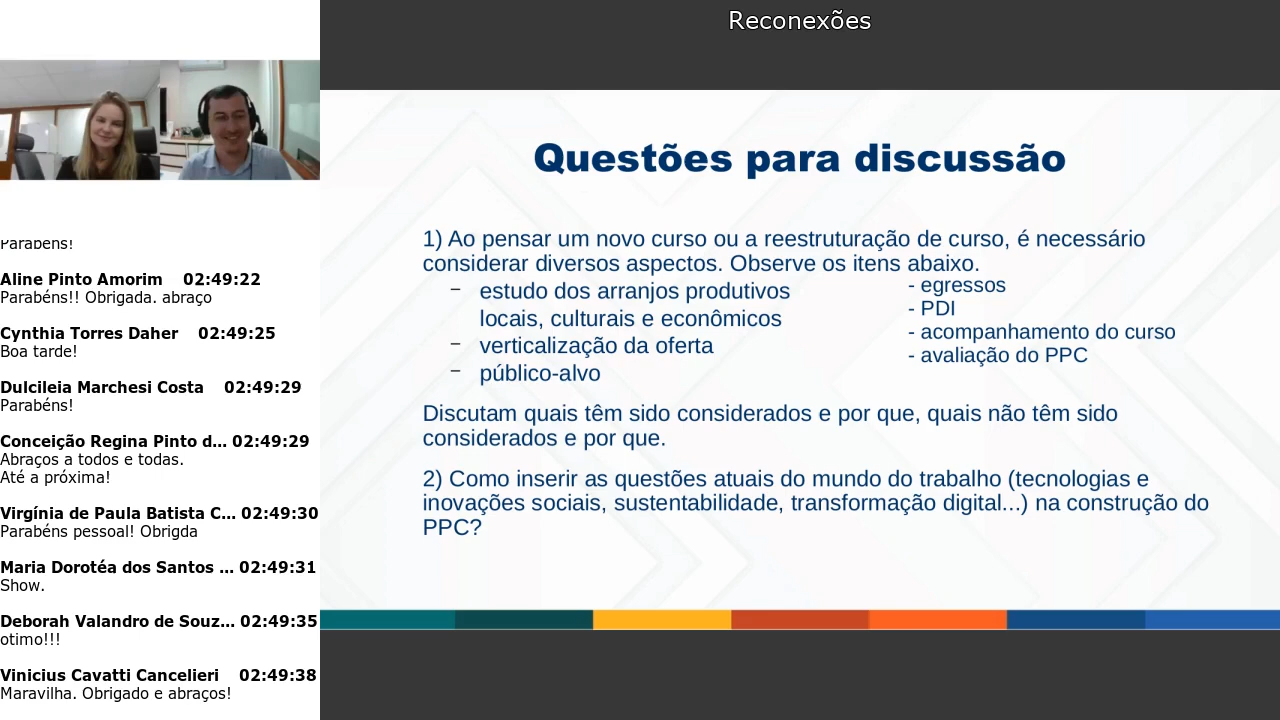 Reconexões
Parabéns!
Aline Pinto Amorim 02:49:22
Parabéns!! Obrigada. abraço
Cynthia Torres Daher 02:49:25
Boa tarde!
Dulcileia Marchesi Costa 02:49:29
Parabéns!
Conceição Regina Pinto d... 02:49:29
Abraços a todos e todas.
Até a próxima!
Virgínia de Paula Batista C... 02:49:30
Parabéns pessoal! Obrigda
Maria Dorotéa dos Santos ... 02:49:31
Show.
Deborah Valandro de Souz... 02:49:35
otimo!!!
Vinicius Cavatti Cancelieri 02:49:38
Maravilha. Obrigado e abraços!
Questões para discussão
1) Ao pensar um novo curso ou a reestruturação de curso, é necessário
considerar diversos aspectos. Observe os itens abaixo.
– estudo dos arranjos produtivos
locais, culturais e econômicos
– verticalização da oferta
– público-alvo
- egressos
- PDI
- acompanhamento do curso
- avaliação do PPC
Discutam quais têm sido considerados e por que, quais não têm sido
considerados e por que.
2) Como inserir as questões atuais do mundo do trabalho (tecnologias e
inovações sociais, sustentabilidade, transformação digital...) na construção do
PPC?